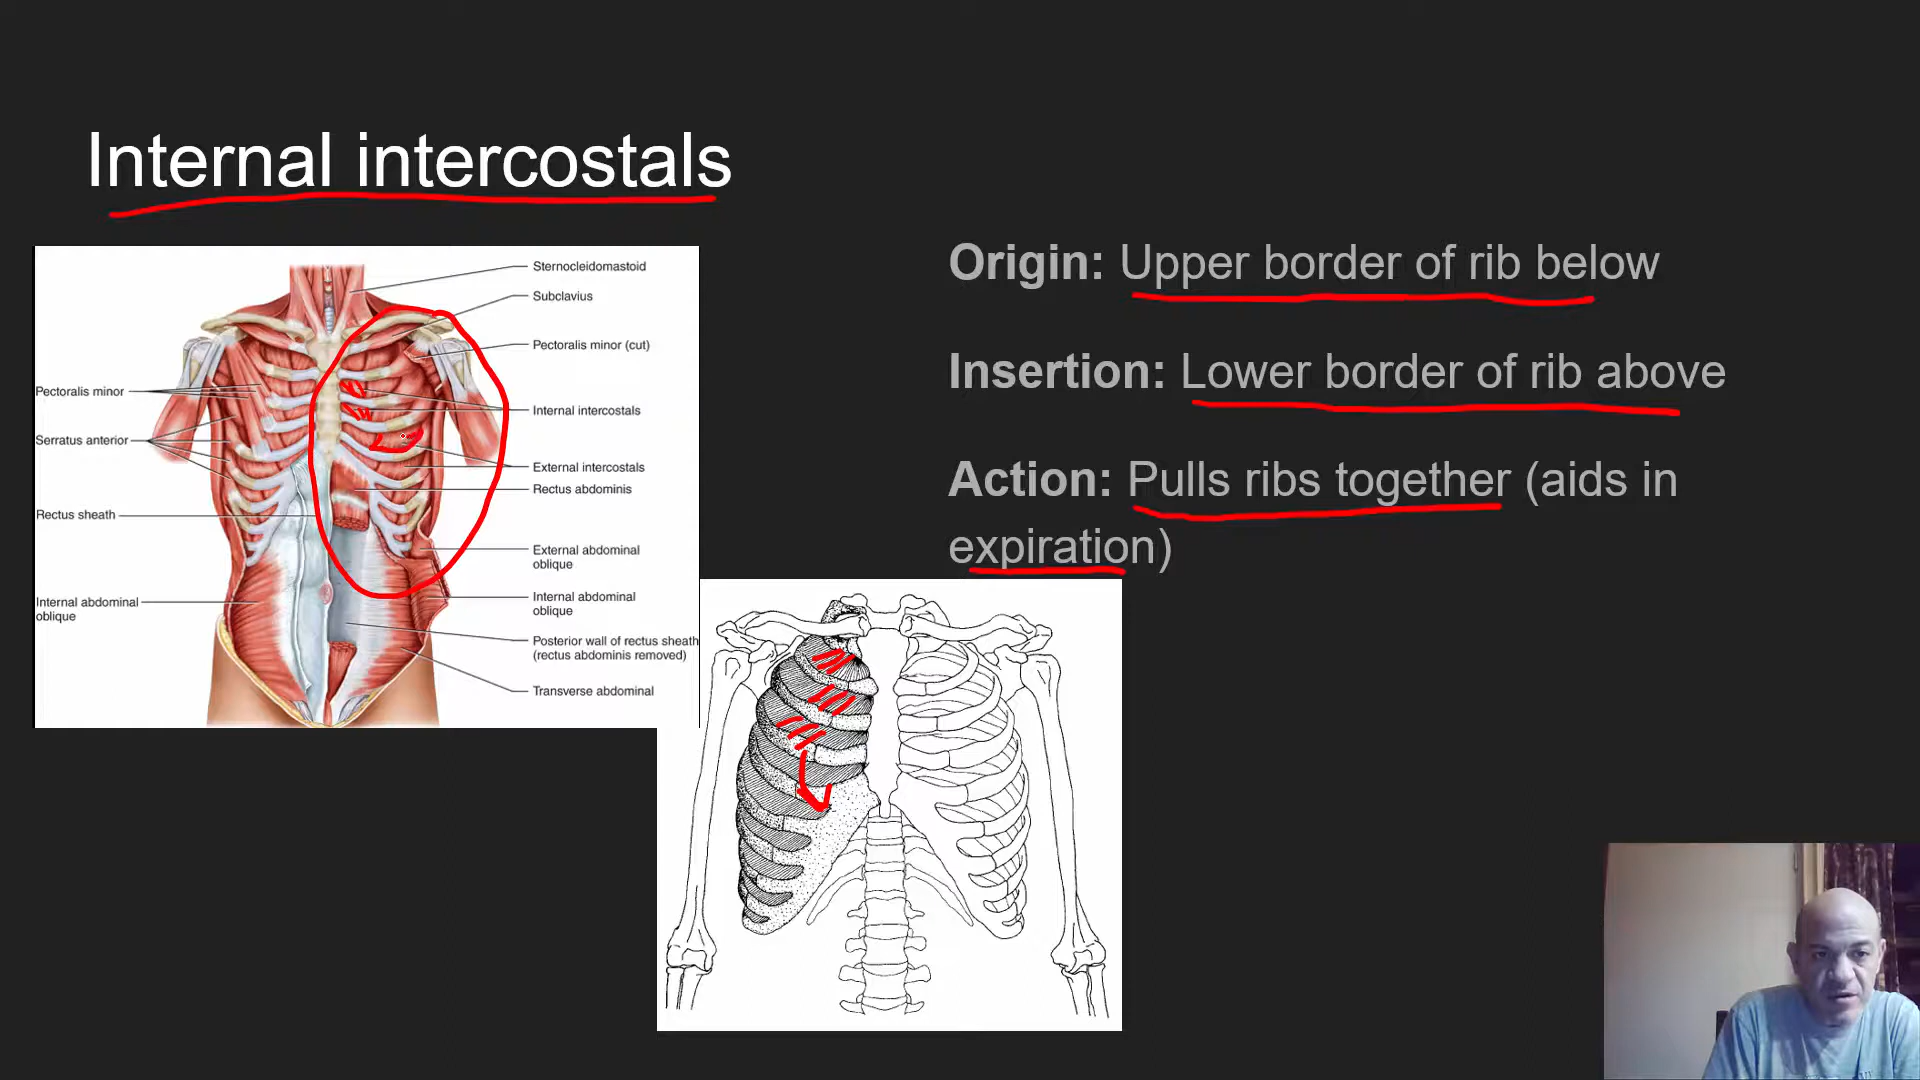 Internal intercostals
Sternocleidomastoid
Subclavius
Pectoralis minor (cut)
Pectoralis minor
Internal intercostals
Serratus anterior
External intercostals
Rectus abdominis
Rectus sheath
External abdominal
oblique
Internal abdominal
oblique
Internal abdominal
oblique
Posterior wall of rectus sheath
(rectus abdominis removed)
Transverse abdominal
Origin: Upper border of rib below
Insertion: Lower border of rib above
Action: Pulls ribs together (aids in
expiration)